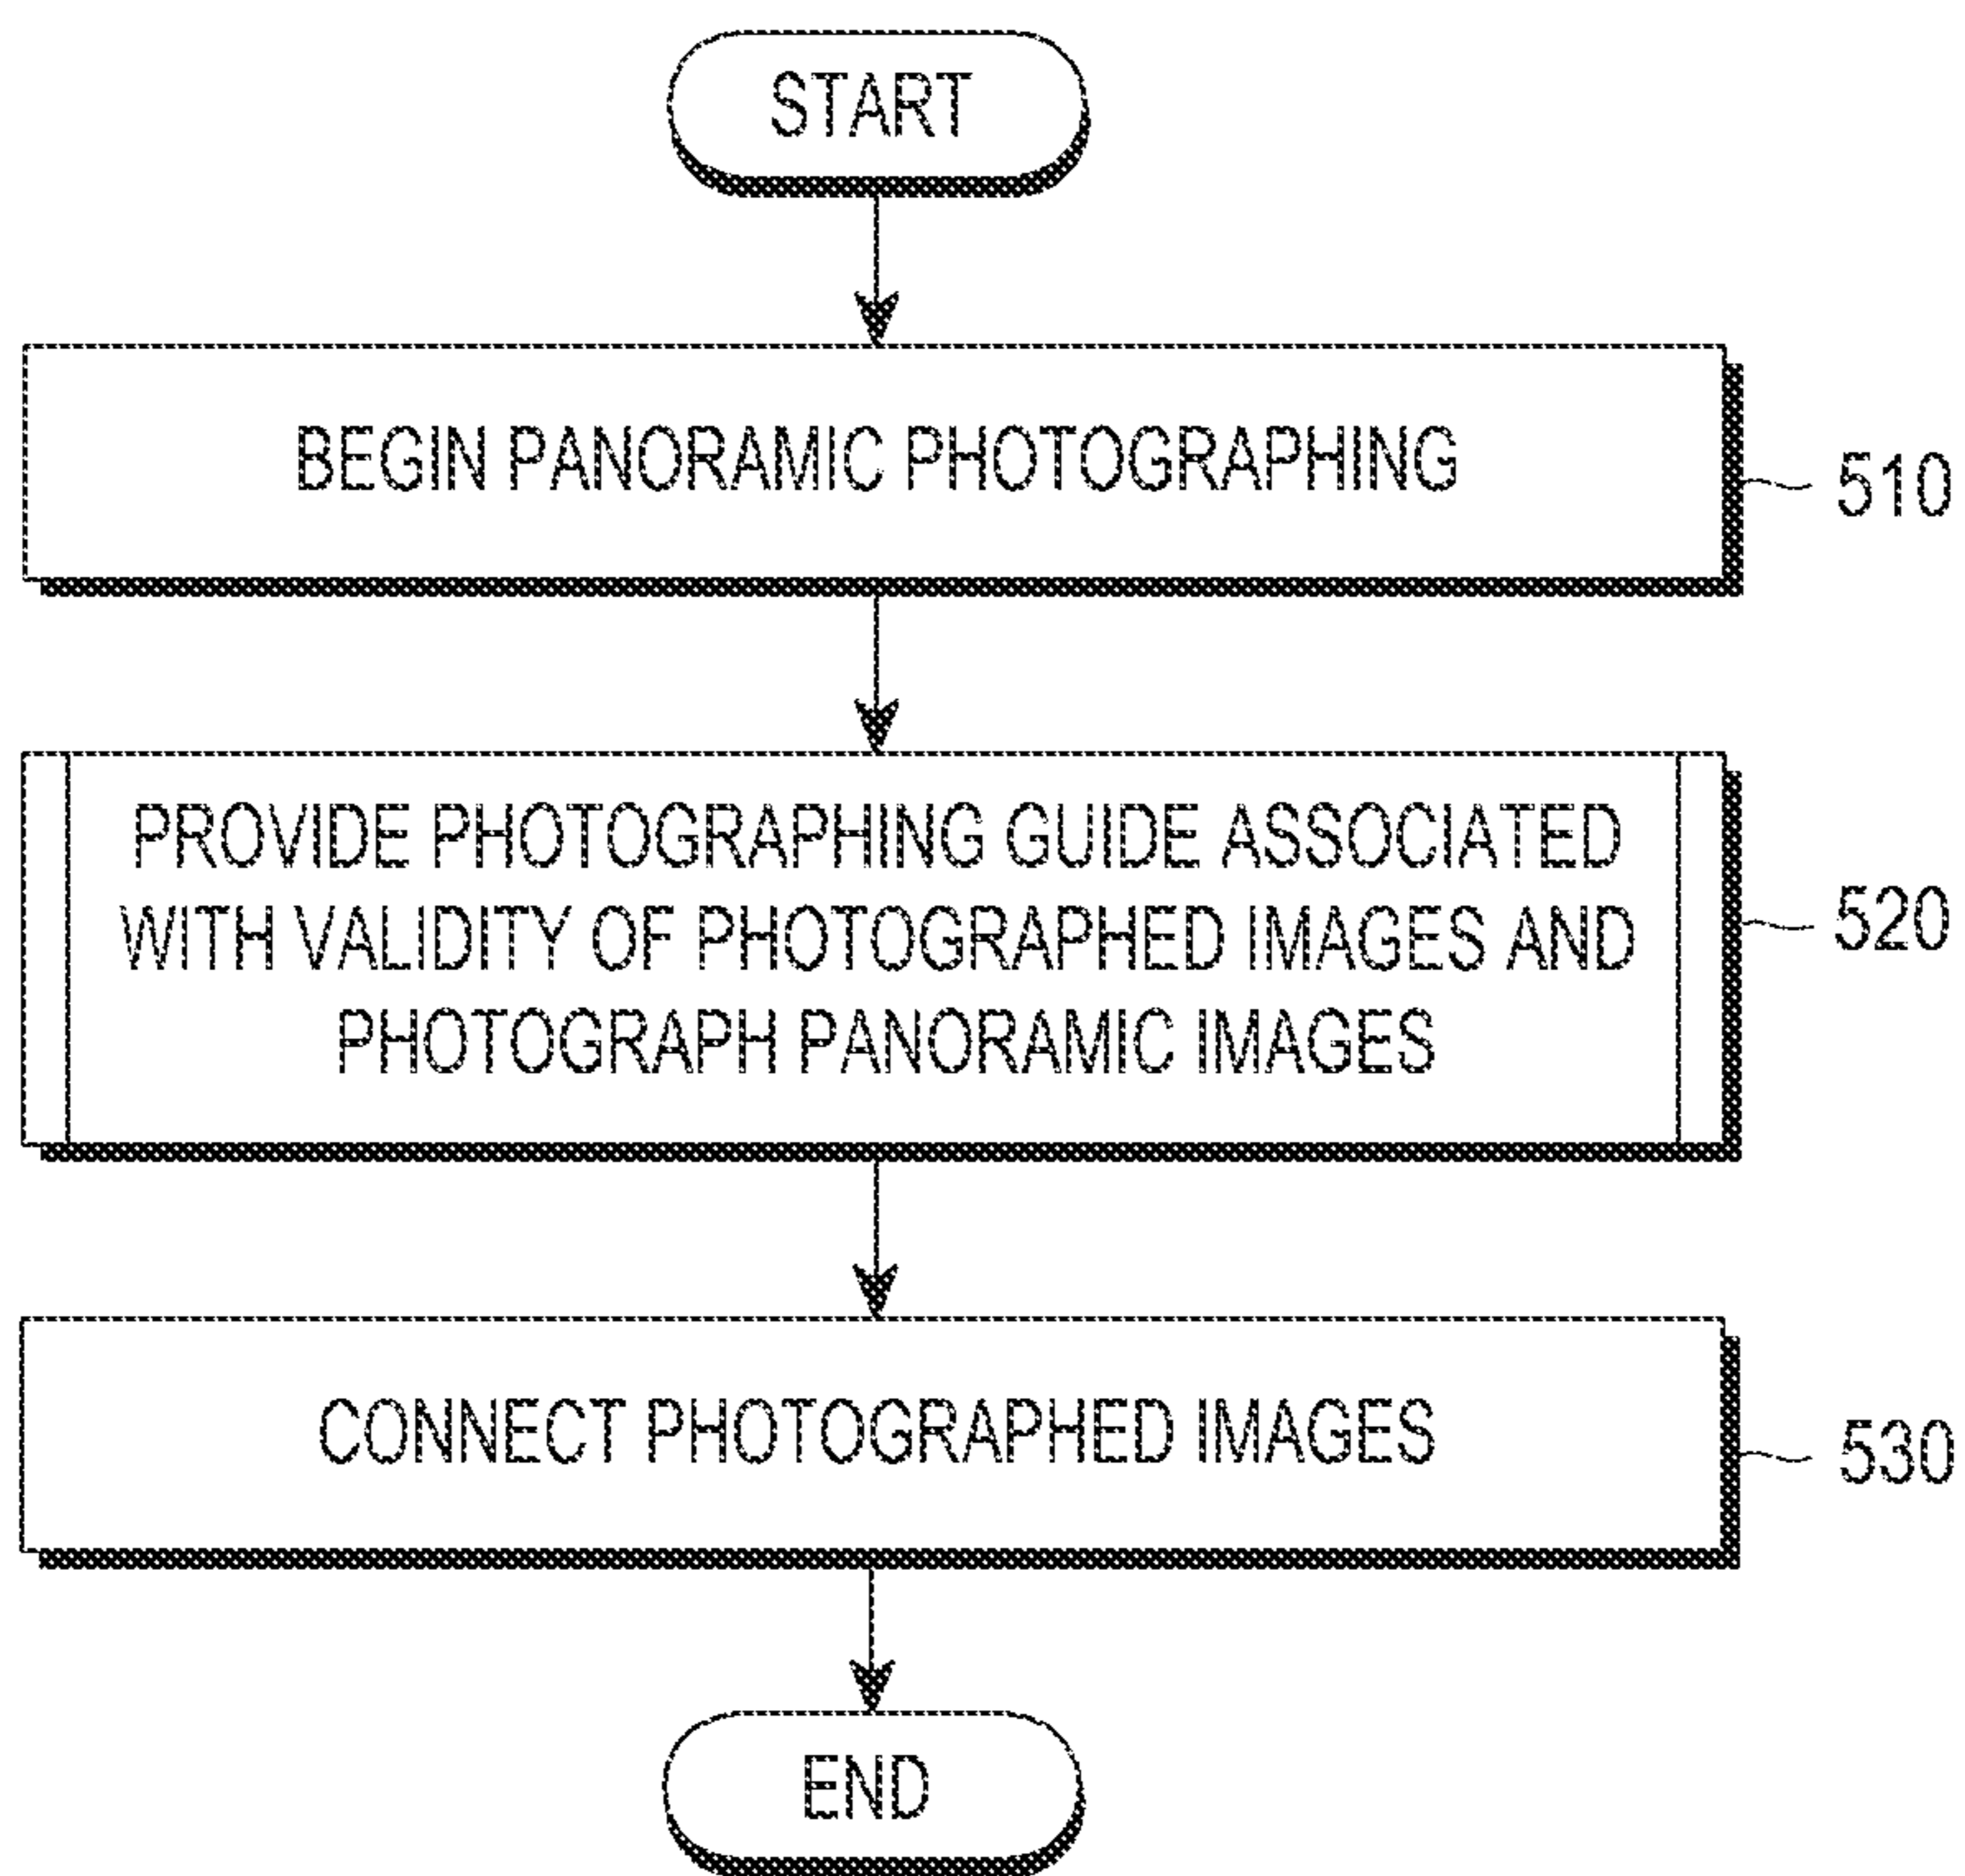 START
BEGIN PANORAMIC PHOTOGRAPHING
510
PROVIDE PHOTOGRAPHING GUIDE ASSOCIATED
WITH VALIDITY OF PHOTOGRAPHED IMAGES AND
PHOTOGRAPH PANORAMIC IMAGES
520
CONNECT PHOTOGRAPHED IMAGES
530
END